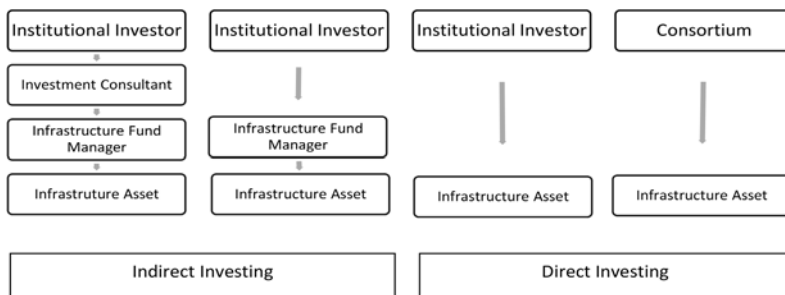 Institutional Investor
Institutional Investor
Institutional Investor
Consortium
Investment Consultant
Infrastructure Fund
Manager
Infrastructure Fund
Manager
Infrastruture Asset
Infrastructure Asset
Infrastructure Asset
Infrastructure Asset
Indirect Investing
Direct Investing